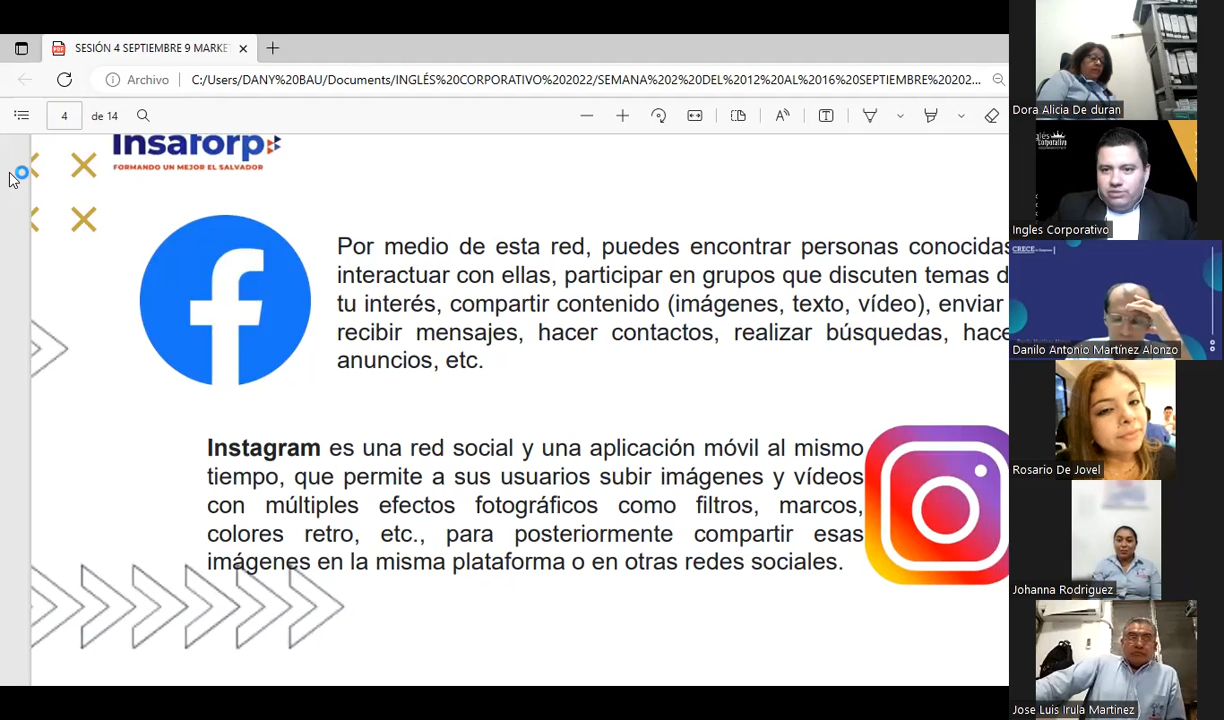 SESIÓN 4 SEPTIEMBRE 9 MARKE
Archivo
C:/Users/DANY%20BAU/Documents/INGLÉS%20CORPORATIVO%202022/SEMANA%202%20DEL%2012%20AL%2016%20SEPTIEMBRE%20202...
4 de 14
Insaforp
FORMANDO UN MEJOR EL SALVADOR
Por medio de esta red, puedes encontrar personas conocidas
interactuar con ellas, participar en grupos que discuten temas d
tu interés, compartir contenido (imágenes, texto, vídeo), enviar
recibir mensajes, hacer contactos, realizar búsquedas, hace
anuncios, etc.
Instagram es una red social y una aplicación móvil al mismo
tiempo, que permite a sus usuarios subir imágenes y vídeos
con múltiples efectos fotográficos como filtros, marcos,
colores retro, etc., para posteriormente compartir esas
imágenes en la misma plataforma o en otras redes sociales.
Dora Alicia De duran
Ingles Corporativo
CRECE
Danilo Antonio Martínez Alonzo
Rosario De Jovel
Johanna Rodriguez
Jose Luis Irula Martinez